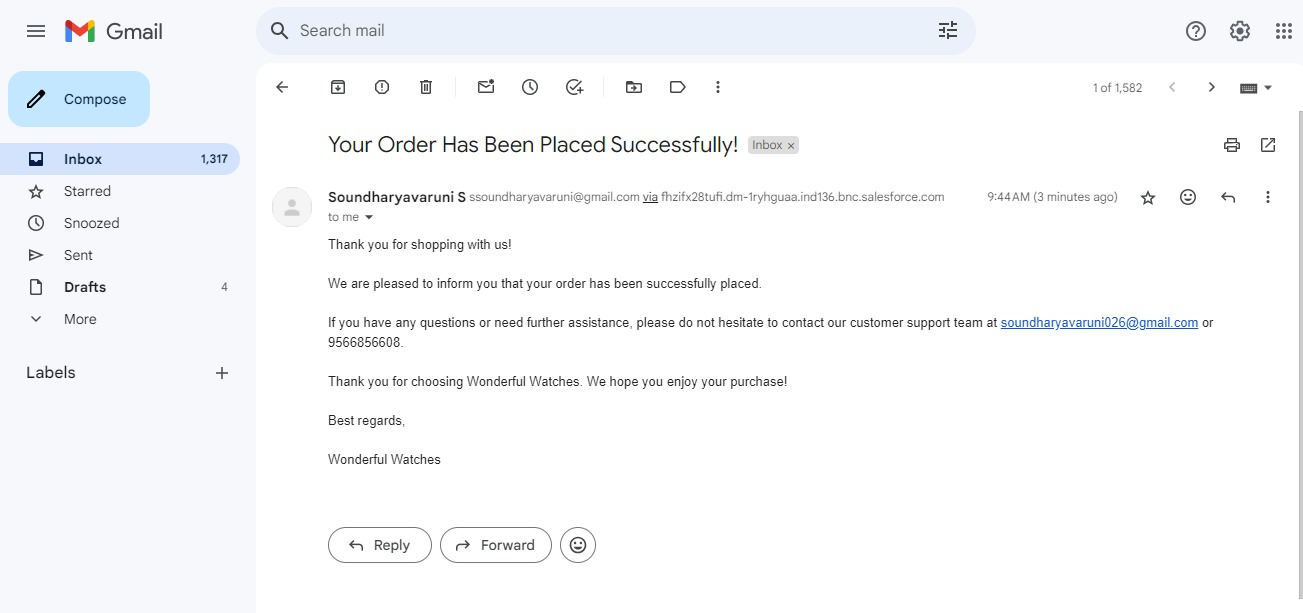 Gmail
Search mail
Compose
1 of 1,582
Inbox 1,317
Starred
Snoozed
Sent
Drafts 4
More
Labels
Your Order Has Been Placed Successfully! Inbox ×
Soundharyavaruni S ssoundharyavaruni@gmail.com via fhzifx28tufi.dm-1ryhguaa.ind136.bnc.salesforce.com 9:44 AM (3 minutes ago)
to me
Thank you for shopping with us!
We are pleased to inform you that your order has been successfully placed.
If you have any questions or need further assistance, please do not hesitate to contact our customer support team at soundharyavaruni026@gmail.com or
9566856608.
Thank you for choosing Wonderful Watches. We hope you enjoy your purchase!
Best regards,
Wonderful Watches
Reply
Forward